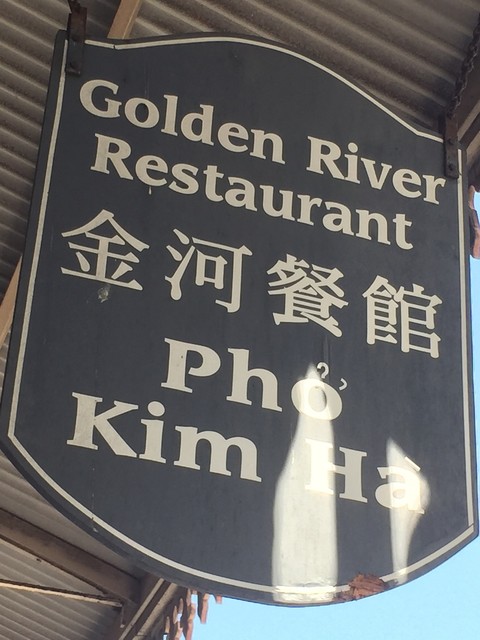 Golden River
Restaurant
金河餐館
Phở
Kim Hà